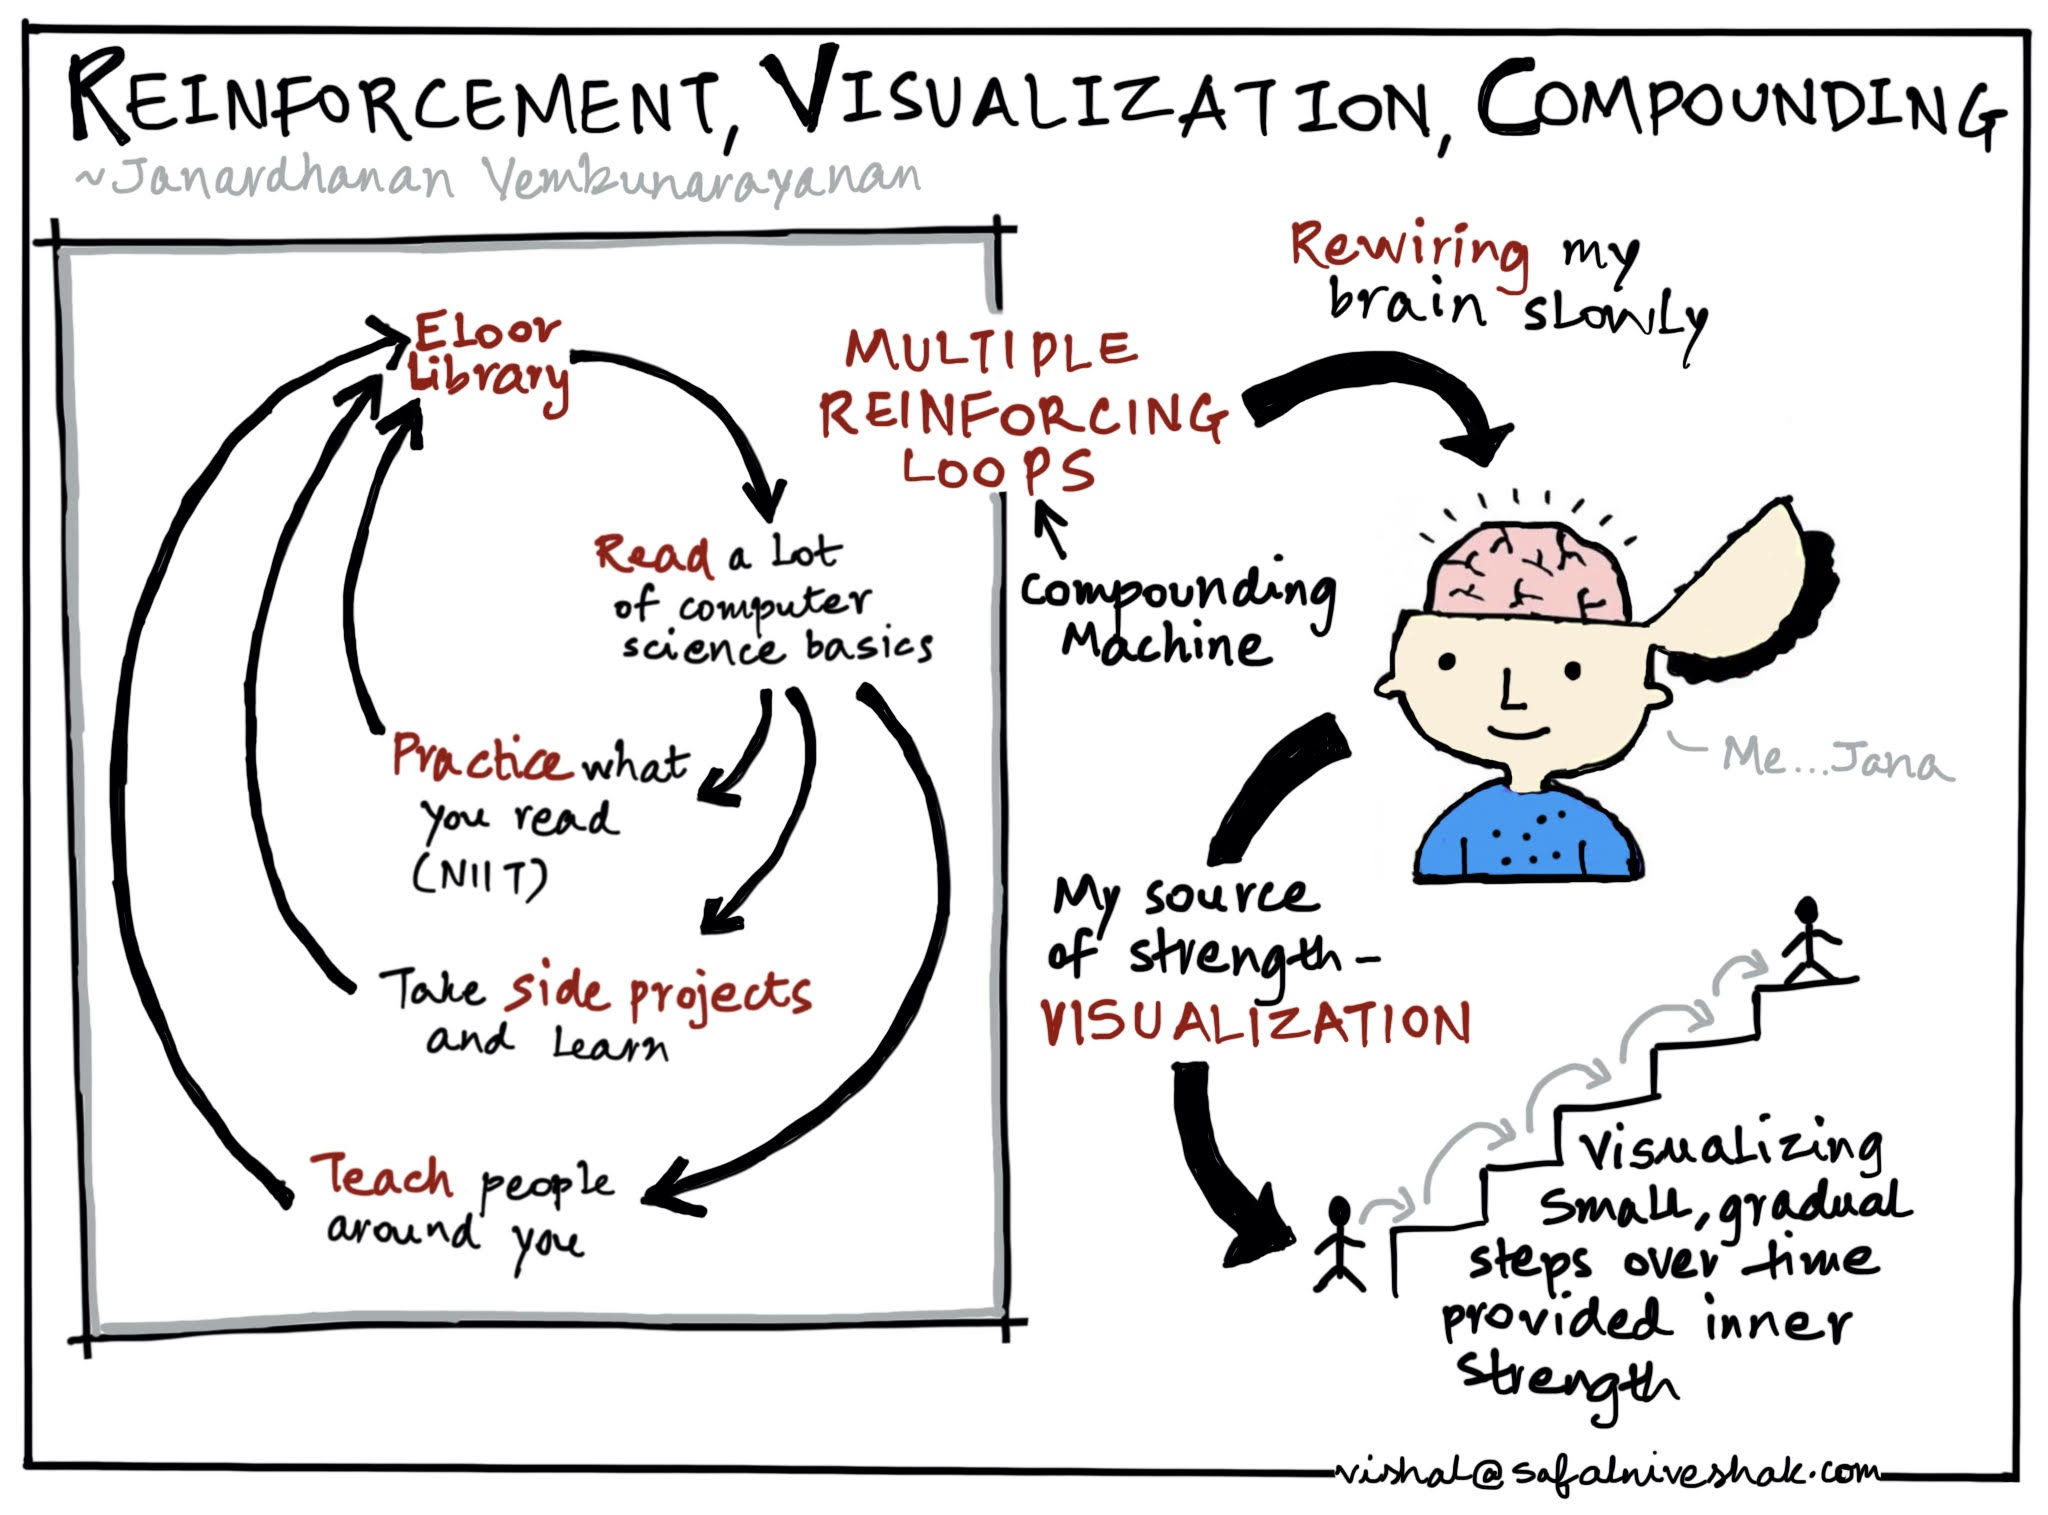 REINFORCEMENT, VISUALIZATION, COMPOUNDING
~Janardhanan Vembunarayanan
Eloor
Library
Read a lot
of computer
science basics
Practice what
you read
(NIIT)
Take side projects
and learn
Teach people
around you
MULTIPLE
REINFORCING
LOOPS
Compounding
Machine
Rewiring my
brain slowly
Me...Jana
My source
of strength-
VISUALIZATION
Visualizing
small, gradual
steps over time
provided inner
strength
vishal@safalniveshak.com